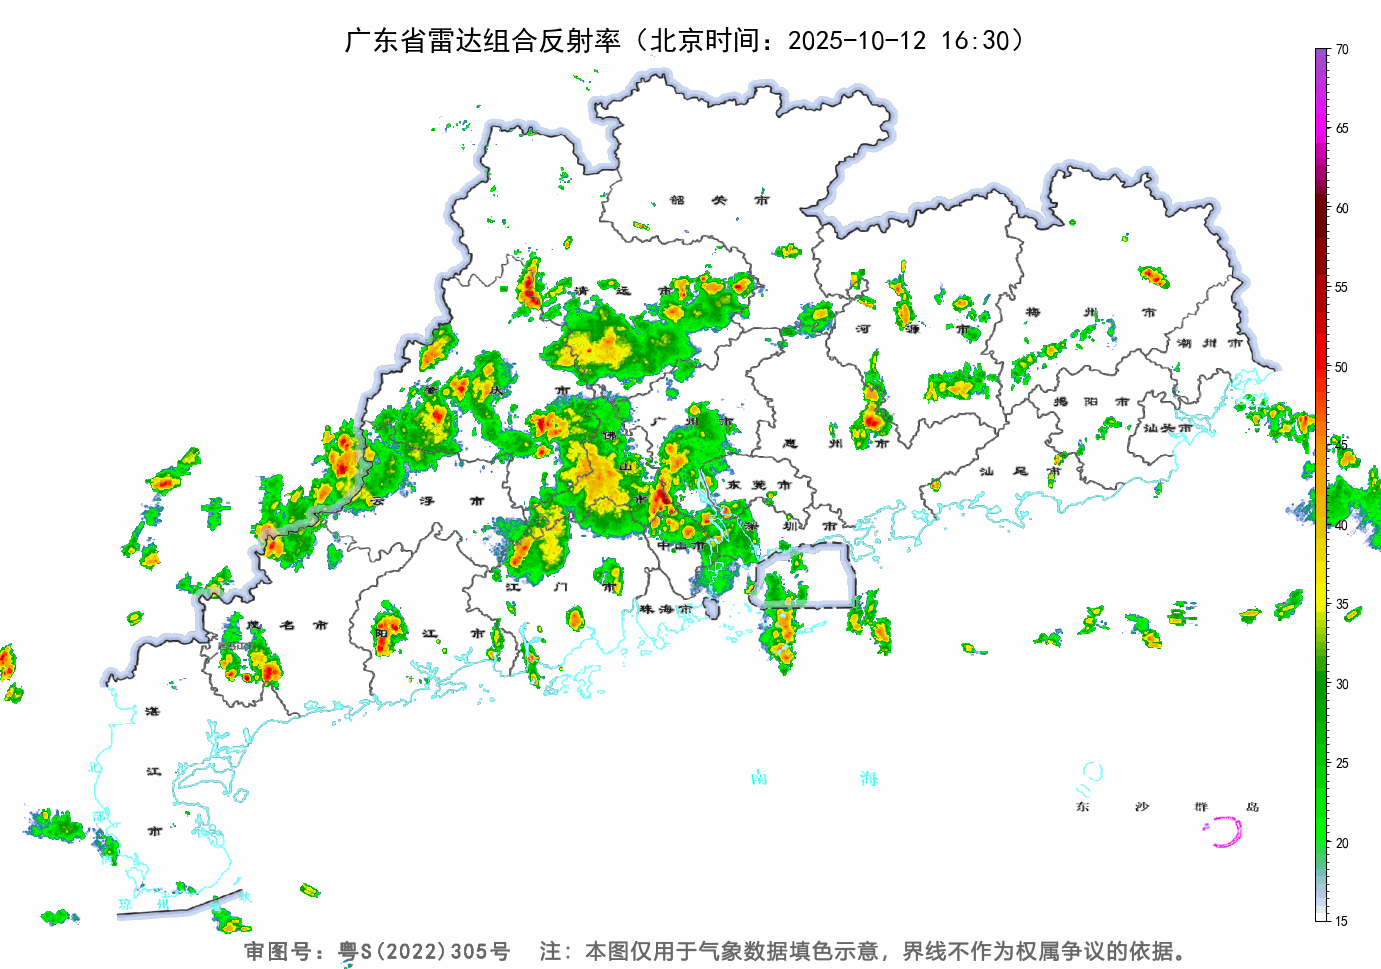 广东省雷达组合反射率（北京时间：2025-10-12 16:30）
70
65
60
55
50
45
40
35
30
25
20
15
韶关市
清远市
河源市
梅州市
潮州市
肇庆市
广州市
佛山市
惠州市
揭阳市
汕头市
汕尾市
东莞市
深圳市
云浮市
中山市
江门市
珠海市
茂名市
阳江市
湛江市
北部湾
琼州海峡
南海
东沙群岛
审图号：粤S(2022)305号 注：本图仅用于气象数据填色示意，界线不作为权属争议的依据。